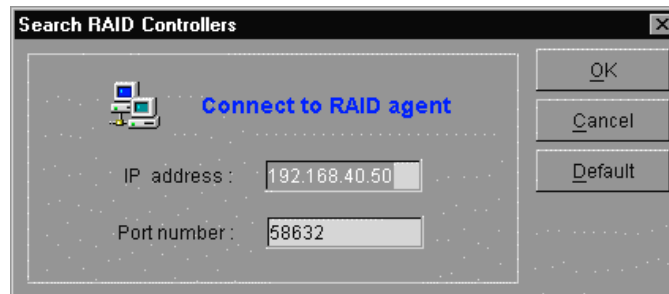 Search RAID Controllers
Connect to RAID agent
IP address :
192.168.40.50
Port number :
58632
OK
Cancel
Default